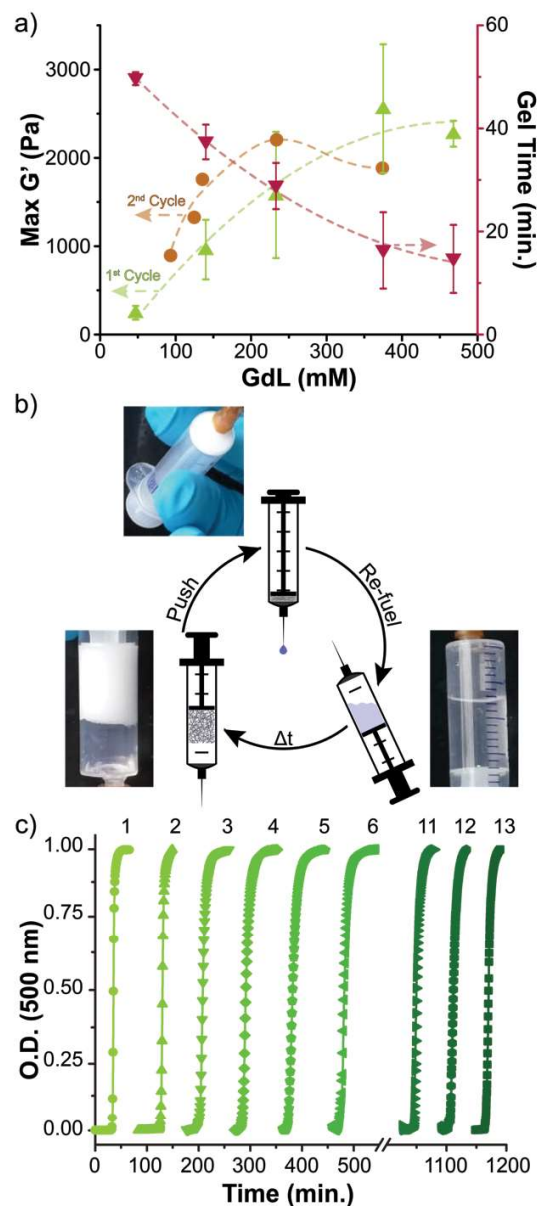 a)
3000
2000
1000
0
Max G' (Pa)
60
40
20
0
Gel Time (min.)
2nd Cycle
1st Cycle
0 100 200 300 400 500
GdL (mM)
b)
Push
Re-fuel
Δt
c)
1 2 3 4 5 6 11 12 13
1.00
0.75
0.50
0.25
0.00
O.D. (500 nm)
0 100 200 300 400 500 1100 1200
Time (min.)